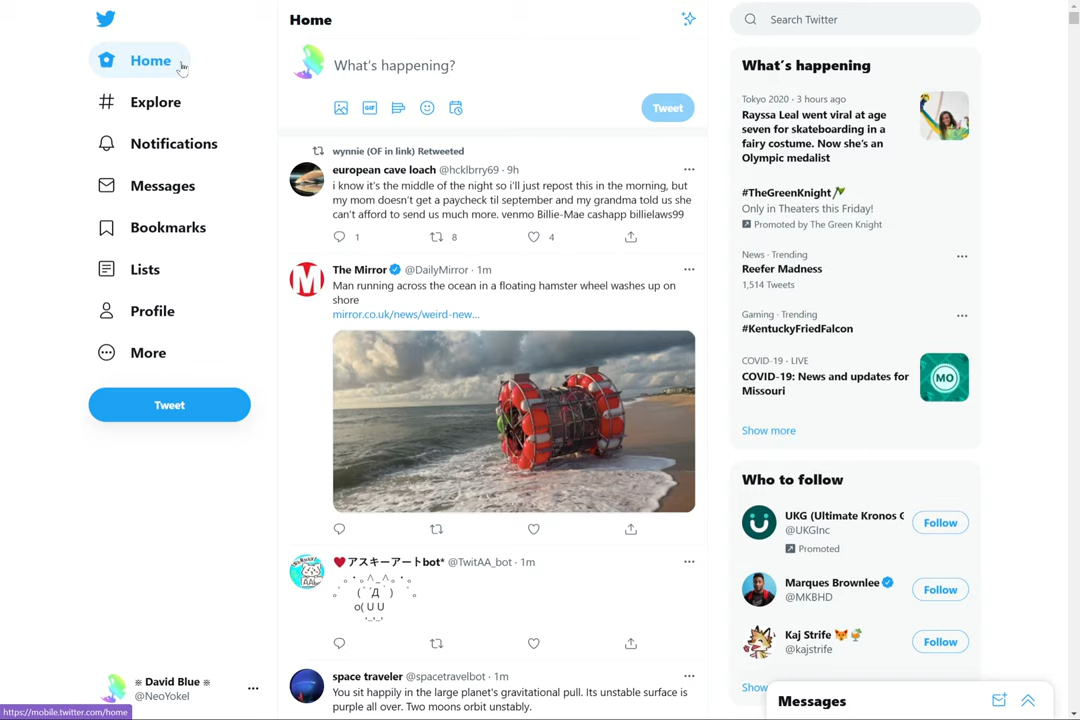 Home
Explore
Notifications
Messages
Bookmarks
Lists
Profile
More
Tweet
※ David Blue ※
@NeoYokel
https://mobile.twitter.com/home
Home
What's happening?
GIF
Tweet
wynnie (OF in link) Retweeted
european cave loach @hcklbrry69 · 9h
i know it's the middle of the night so i'll just repost this in the morning, but
my mom doesn't get a paycheck til september and my grandma told us she
can't afford to send us much more. venmo Billie-Mae cashapp billielaws99
1 8 4
The Mirror @DailyMirror · 1m
Man running across the ocean in a floating hamster wheel washes up on
shore
mirror.co.uk/news/weird-new...
♥アスキーアートbot* @TwitAA_bot · 1m
space traveler @spacetravelbot · 1m
You sit happily in the large planet's gravitational pull. Its unstable surface is
purple all over. Two moons orbit unstably.
Search Twitter
What's happening
Tokyo 2020 · 3 hours ago
Rayssa Leal went viral at age
seven for skateboarding in a
fairy costume. Now she's an
Olympic medalist
#TheGreenKnight
Only in Theaters this Friday!
Promoted by The Green Knight
News · Trending
Reefer Madness
1,514 Tweets
Gaming · Trending
#KentuckyFriedFalcon
COVID-19 · LIVE
COVID-19: News and updates for
Missouri
MO
Show more
Who to follow
UKG (Ultimate Kronos
@UKGInc
Promoted
Follow
Marques Brownlee
@MKBHD
Follow
Kaj Strife
@kajstrife
Follow
Show
Messages